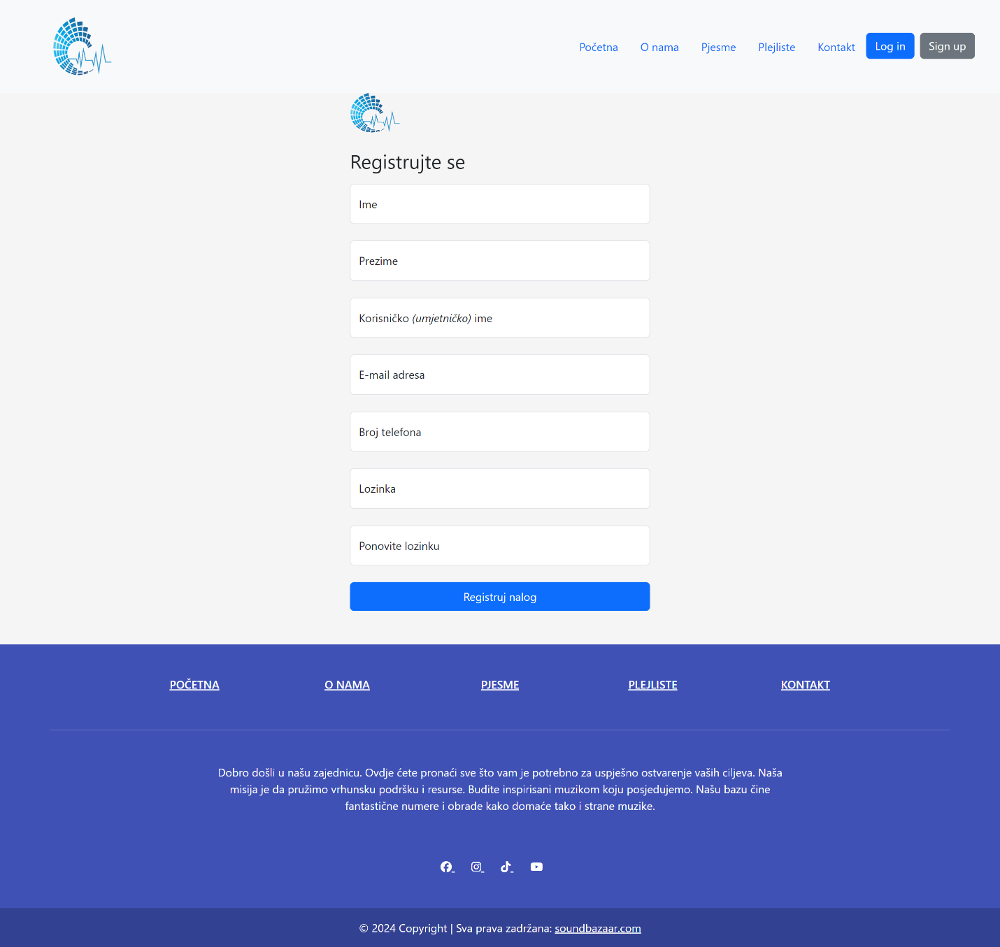 Početna O nama Pjesme Plejliste Kontakt Log in Sign up
Registrujte se
Ime
Prezime
Korisničko (umjetničko) ime
E-mail adresa
Broj telefona
Lozinka
Ponovite lozinku
Registruj nalog
POČETNA O NAMA PJESME PLEJLISTE KONTAKT
Dobro došli u našu zajednicu. Ovdje ćete pronaći sve što vam je potrebno za uspješno ostvarenje vaših ciljeva. Naša
misija je da pružimo vrhunsku podršku i resurse. Budite inspirisani muzikom koju posjedujemo. Našu bazu čine
fantastične numere i obrade kako domaće tako i strane muzike.
© 2024 Copyright | Sva prava zadržana: soundbazaar.com